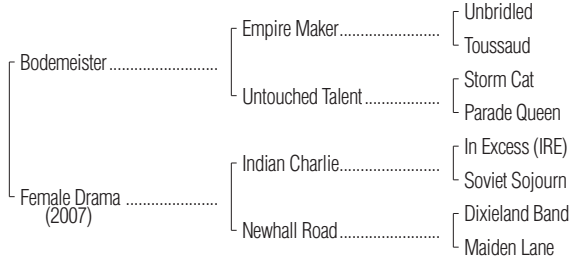 Unbridled
Empire Maker
Toussaud
Bodemeister
Storm Cat
Untouched Talent
Parade Queen
In Excess (IRE)
Indian Charlie
Soviet Sojourn
Female Drama
(2007)
Dixieland Band
Newhall Road
Maiden Lane